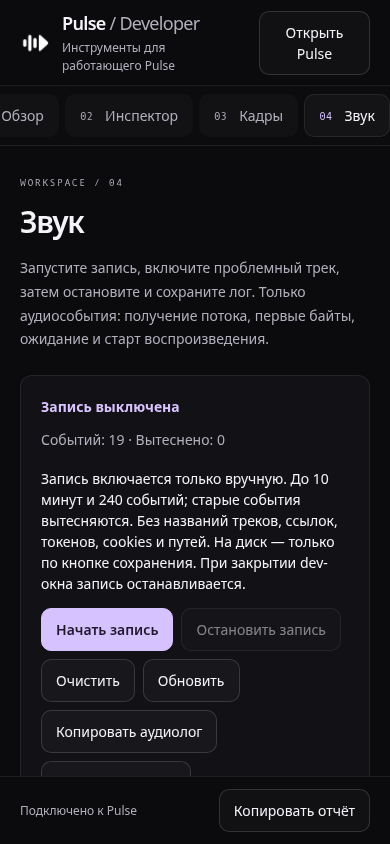 Pulse / Developer
Инструменты для
работающего Pulse
Открыть
Pulse
Обзор
02 Инспектор
03 Кадры
04 Звук
WORKSPACE / 04
Звук
Запустите запись, включите проблемный трек,
затем остановите и сохраните лог. Только
аудиособытия: получение потока, первые байты,
ожидание и старт воспроизведения.
Запись выключена
Событий: 19 · Вытеснено: 0
Запись включается только вручную. До 10
минут и 240 событий; старые события
вытесняются. Без названий треков, ссылок,
токенов, cookies и путей. На диск — только
по кнопке сохранения. При закрытии dev-
окна запись останавливается.
Начать запись
Остановить запись
Очистить
Обновить
Копировать аудиолог
Подключено к Pulse
Копировать отчёт